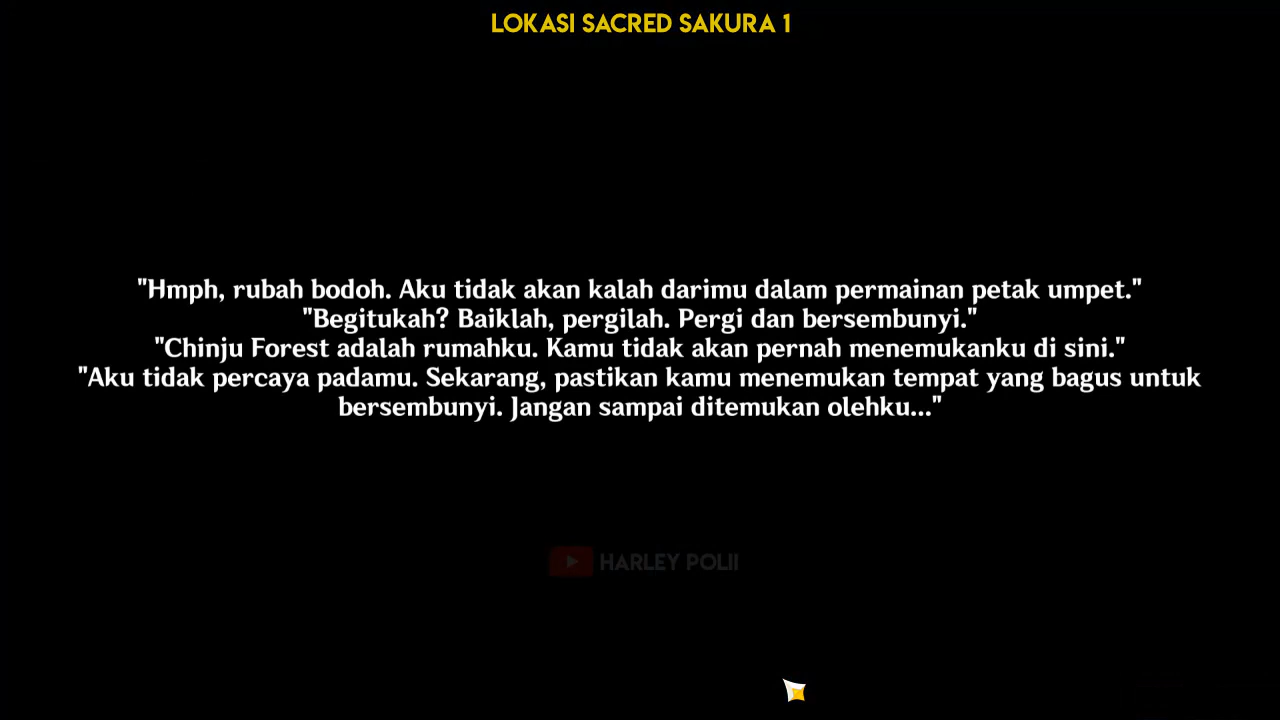 LOKASI SACRED SAKURA 1
"Hmph, rubah bodoh. Aku tidak akan kalah darimu dalam permainan petak umpet."
"Begitukah? Baiklah, pergilah. Pergi dan bersembunyi."
"Chinju Forest adalah rumahku. Kamu tidak akan pernah menemukanku di sini."
"Aku tidak percaya padamu. Sekarang, pastikan kamu menemukan tempat yang bagus untuk
bersembunyi. Jangan sampai ditemukan olehku..."
HARLEY POLII